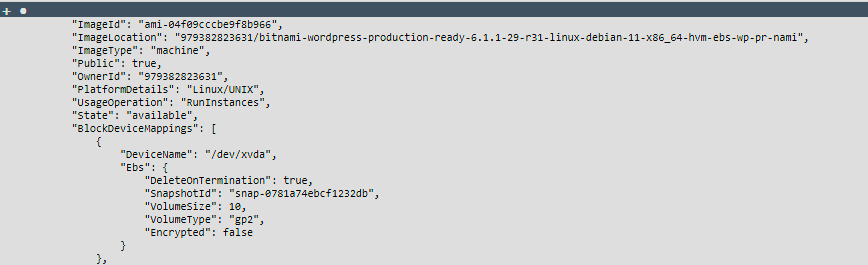 "ImageId": "ami-04f09cccbe9f8b966",
"ImageLocation": "979382823631/bitnami-wordpress-production-ready-6.1.1-29-r31-linux-debian-11-x86_64-hvm-ebs-wp-pr-nami",
"ImageType": "machine",
"Public": true,
"OwnerId": "979382823631",
"PlatformDetails": "Linux/UNIX",
"UsageOperation": "RunInstances",
"State": "available",
"BlockDeviceMappings": [
{
"DeviceName": "/dev/xvda",
"Ebs": {
"DeleteOnTermination": true,
"SnapshotId": "snap-0781a74ebcf1232db",
"VolumeSize": 10,
"VolumeType": "gp2",
"Encrypted": false
}
},